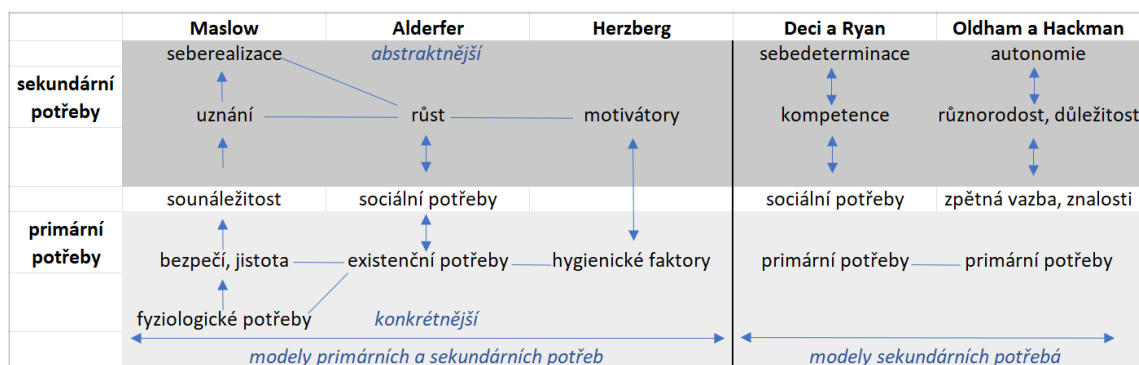 Maslow Alderfer Herzberg Deci a Ryan Oldham a Hackman
seberealizace abstraktnější sebedeterminace autonomie
sekundární
potřeby uznání růst motivátory kompetence různorodost, důležitost
sounáležitost sociální potřeby sociální potřeby zpětná vazba, znalosti
primární
potřeby bezpečí, jistota existenční potřeby hygienické faktory primární potřeby primární potřeby
fyziologické potřeby konkrétnější
modely primárních a sekundárních potřeb modely sekundárních potřebá